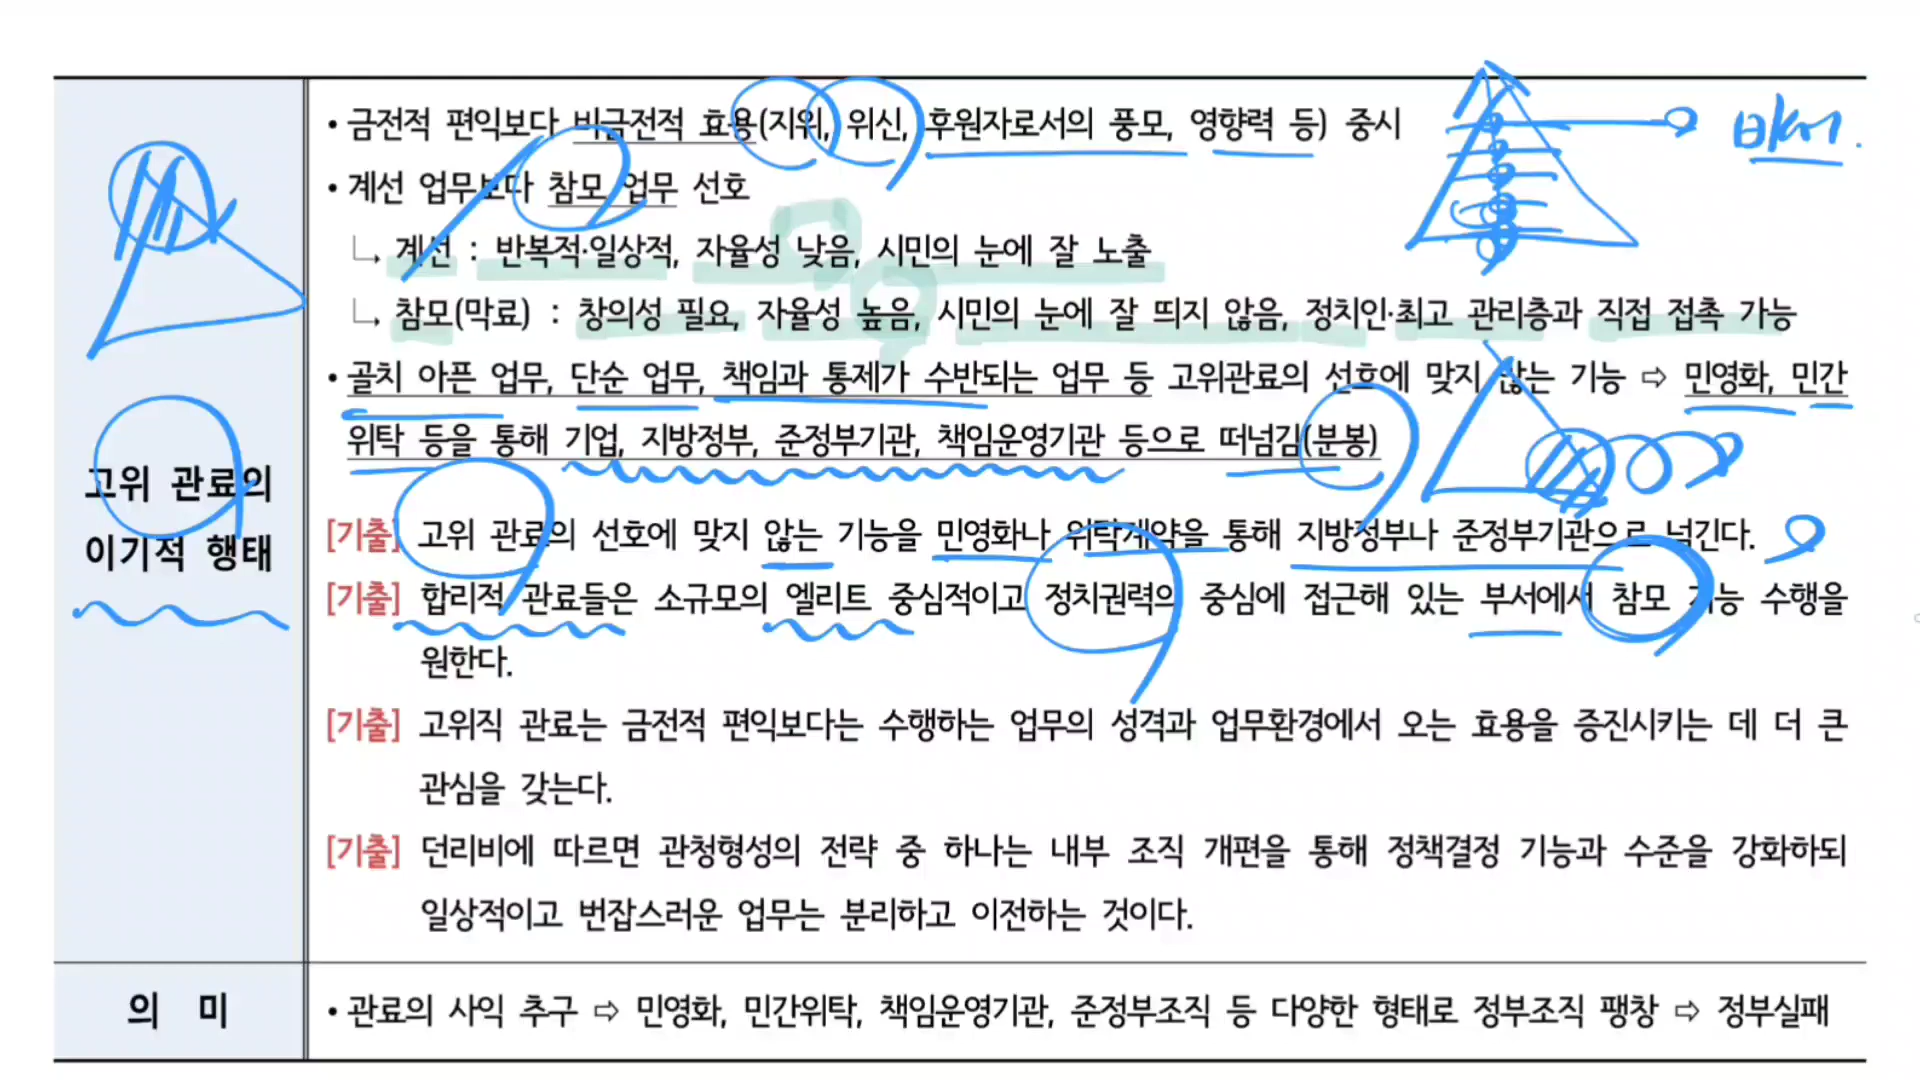 • 금전적 편익보다 비금전적 효용(지위, 위신, 후원자로서의 풍모, 영향력 등) 중시
• 계선 업무보다 참모 업무 선호
↳ 계선 : 반복적·일상적, 자율성 낮음, 시민의 눈에 잘 노출
↳ 참모(막료) : 창의성 필요, 자율성 높음, 시민의 눈에 잘 띄지 않음, 정치인·최고 관리층과 직접 접촉 가능
• 골치 아픈 업무, 단순 업무, 책임과 통제가 수반되는 업무 등 고위관료의 선호에 맞지 않는 기능 ⇨ 민영화, 민간
위탁 등을 통해 기업, 지방정부, 준정부기관, 책임운영기관 등으로 떠넘김(분봉)
고위 관료의
이기적 행태
[기출] 고위 관료의 선호에 맞지 않는 기능을 민영화나 위탁계약을 통해 지방정부나 준정부기관으로 넘긴다.
[기출] 합리적 관료들은 소규모의 엘리트 중심적이고 정치권력의 중심에 접근해 있는 부서에서 참모 기능 수행을
원한다.
[기출] 고위직 관료는 금전적 편익보다는 수행하는 업무의 성격과 업무환경에서 오는 효용을 증진시키는 데 더 큰
관심을 갖는다.
[기출] 던리비에 따르면 관청형성의 전략 중 하나는 내부 조직 개편을 통해 정책결정 기능과 수준을 강화하되
일상적이고 번잡스러운 업무는 분리하고 이전하는 것이다.
의 미
• 관료의 사익 추구 ⇨ 민영화, 민간위탁, 책임운영기관, 준정부조직 등 다양한 형태로 정부조직 팽창 ⇨ 정부실패